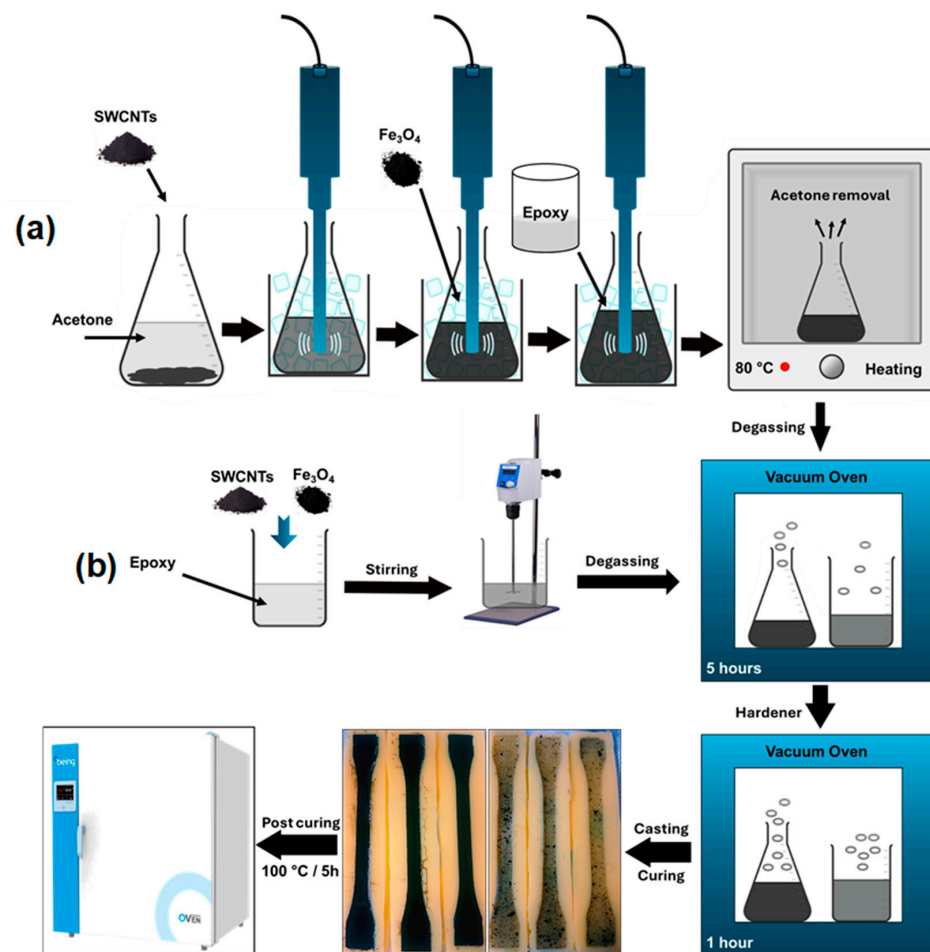 SWCNTs
Fe₃O₄
Epoxy
Acetone removal
(a)
Acetone
80 °C
Heating
Degassing
SWCNTs
Fe₃O₄
Vacuum Oven
(b)
Epoxy
Stirring
Degassing
5 hours
Hardener
Vacuum Oven
being
Post curing
100 °C / 5h
Casting
Curing
OVEN
1 hour